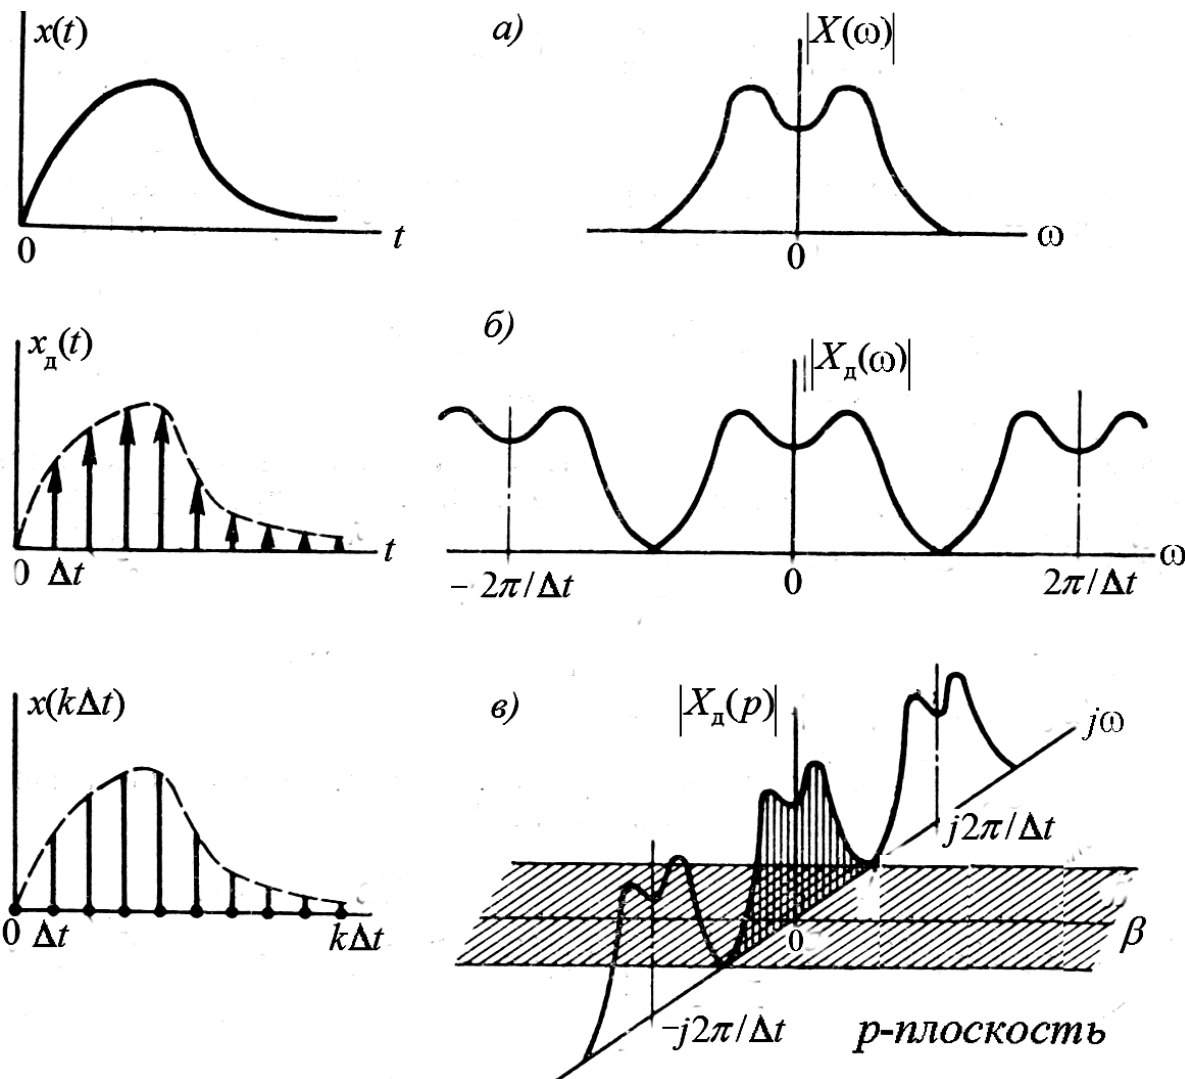 x(t)
а)
|X(ω)|
0
t
0
ω
x_д(t)
б)
|X_д(ω)|
0 Δt
t
− 2π/Δt
0
2π/Δt
ω
x(kΔt)
в)
|X_д(p)|
jω
j2π/Δt
0 Δt
kΔt
0
β
−j2π/Δt
p-плоскость